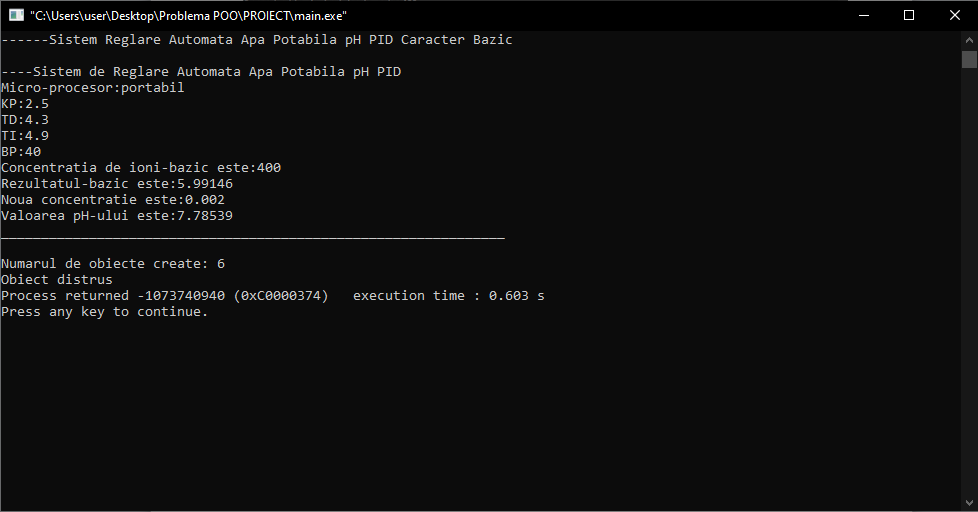 "C:\Users\user\Desktop\Problema POO\PROIECT\main.exe"
------Sistem Reglare Automata Apa Potabila pH PID Caracter Bazic
----Sistem de Reglare Automata Apa Potabila pH PID
Micro-procesor:portabil
KP:2.5
TD:4.3
TI:4.9
BP:40
Concentratia de ioni-bazic este:400
Rezultatul-bazic este:5.99146
Noua concentratie este:0.002
Valoarea pH-ului este:7.78539
_______________________________________________________________
Numarul de obiecte create: 6
Obiect distrus
Process returned -1073740940 (0xC0000374)   execution time : 0.603 s
Press any key to continue.